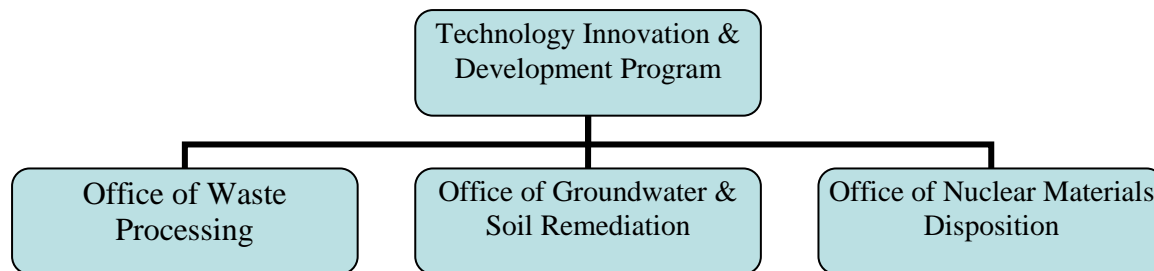 Technology Innovation &
Development Program
Office of Waste
Processing
Office of Groundwater &
Soil Remediation
Office of Nuclear Materials
Disposition